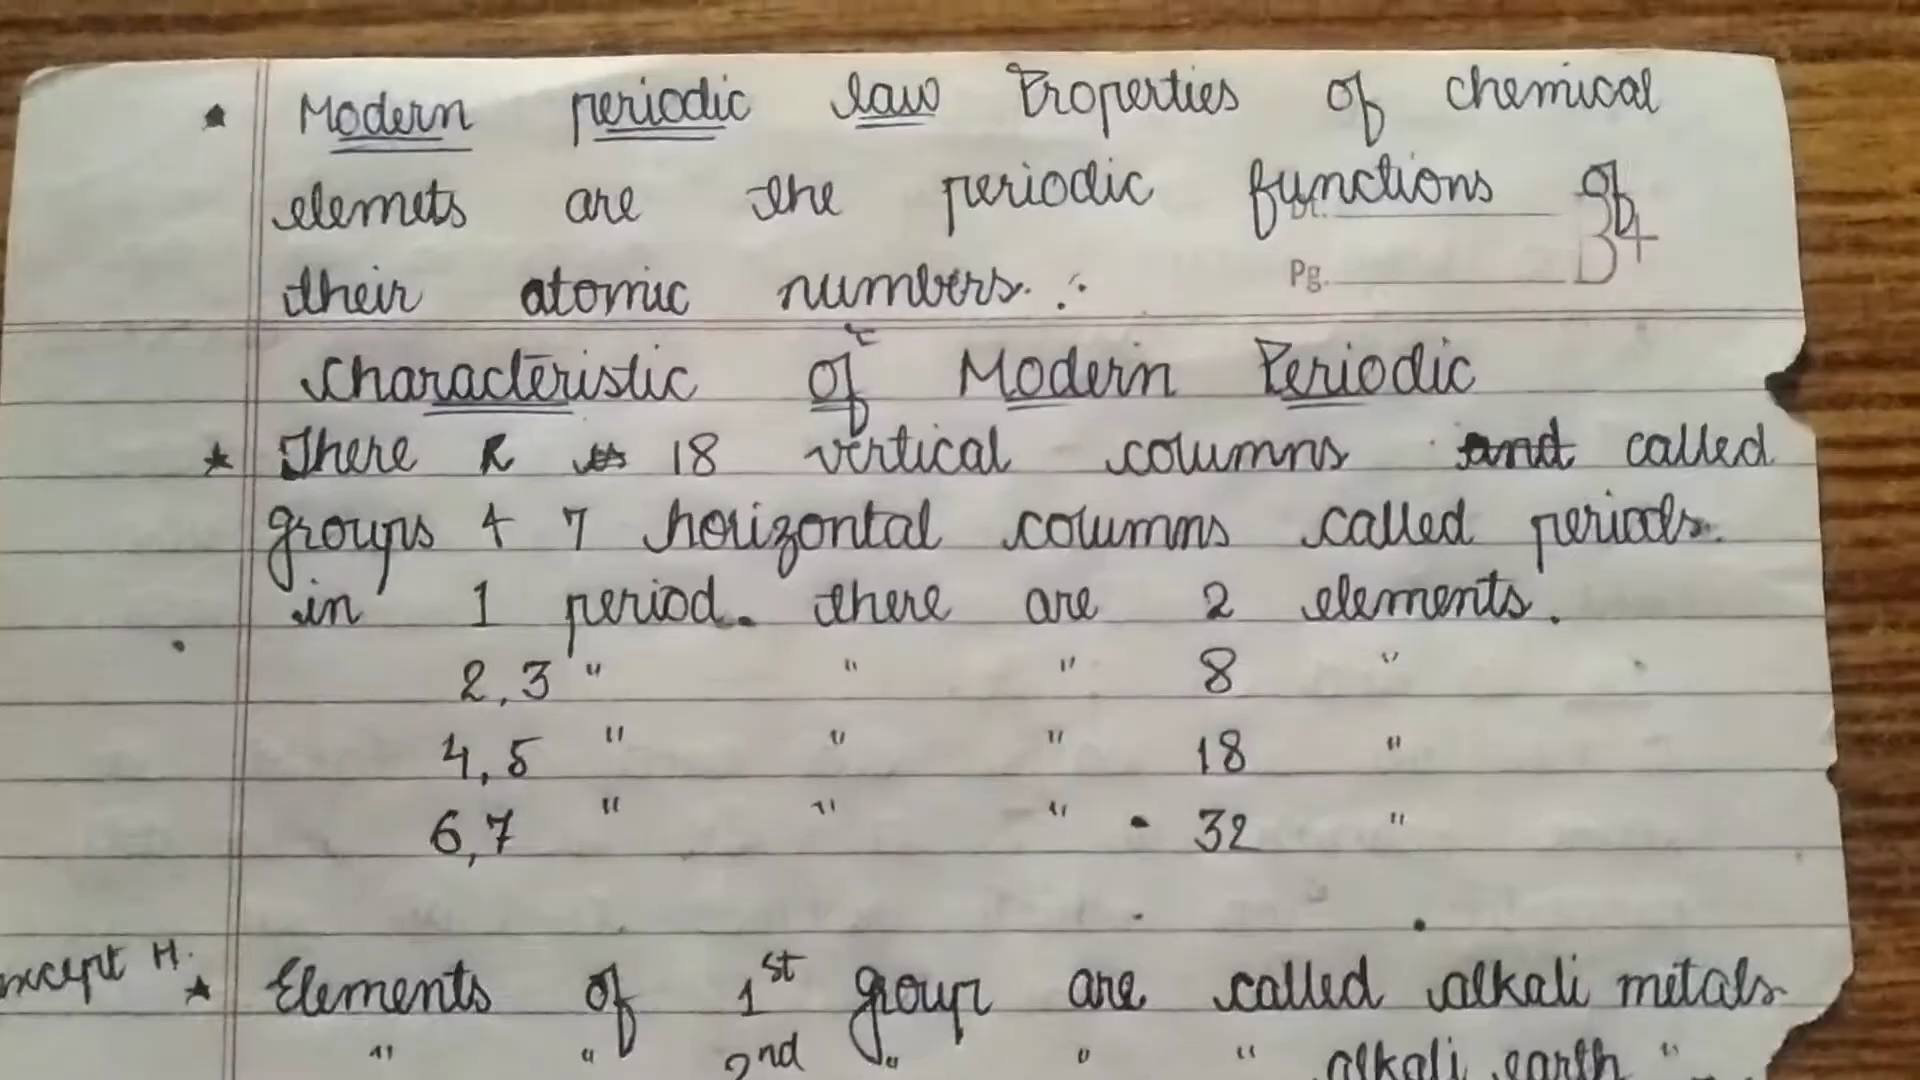 Modern periodic law Properties of chemical
elemets are the periodic functions of
Pg. 34
their atomic numbers. ∴
Characteristic of Modern Periodic
There R 18 vertical columns and called
groups + 7 horizontal columns called periods.
in 1 period. there are 2 elements.
2,3 " " " 8 "
4,5 " " " 18 "
6,7 " " " 32 "
except H.
Elements of 1st group are called alkali metals
" " 2nd " " " alkali earth "